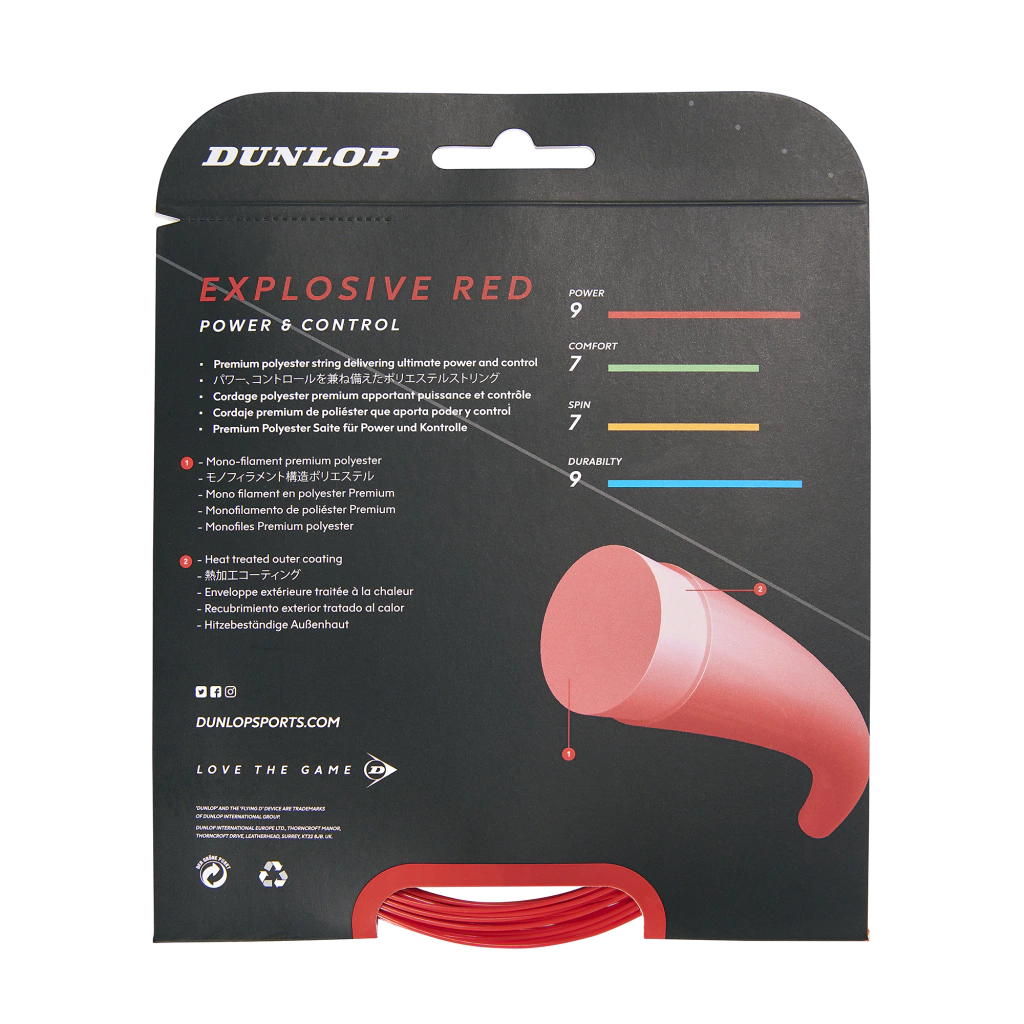 DUNLOP
EXPLOSIVE RED
POWER & CONTROL
• Premium polyester string delivering ultimate power and control
• パワー、コントロールを兼ね備えたポリエステルストリング
• Cordage polyester premium apportant puissance et contrôle
• Cordaje premium de poliéster que aporta poder y control
• Premium Polyester Saite für Power und Kontrolle
1 - Mono-filament premium polyester
- モノフィラメント構造ポリエステル
- Mono filament en polyester Premium
- Monofilamento de poliéster Premium
- Monofiles Premium polyester
2 - Heat treated outer coating
- 熱加工コーティング
- Enveloppe extérieure traitée à la chaleur
- Recubrimiento exterior tratado al calor
- Hitzebeständige Außenhaut
POWER
9
COMFORT
7
SPIN
7
DURABILTY
9
2
1
DUNLOPSPORTS.COM
LOVE THE GAME D
'DUNLOP' AND THE 'FLYING D' DEVICE ARE TRADEMARKS
OF DUNLOP INTERNATIONAL GROUP.
DUNLOP INTERNATIONAL EUROPE LTD., THORNCROFT MANOR,
THORNCROFT DRIVE, LEATHERHEAD, SURREY, KT22 8JB. UK.
DER GRÜNE PUNKT